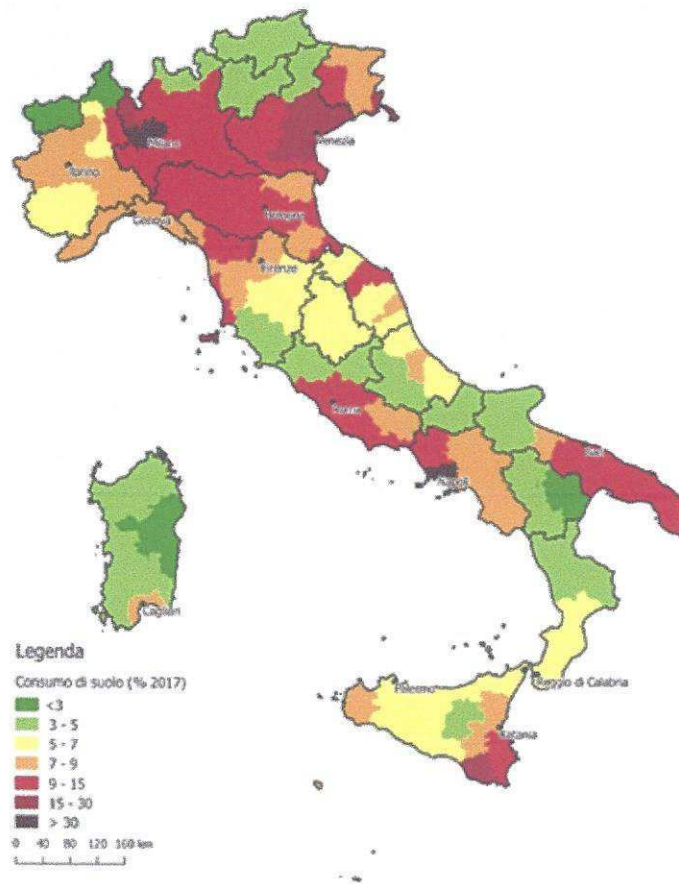 Milano
Venezia
Torino
Bologna
Genova
Firenze
Roma
Bari
Napoli
Cagliari
Palermo
Reggio di Calabria
Catania
Legenda
Consumo di suolo (% 2017)
<3
3 - 5
5 - 7
7 - 9
9 - 15
15 - 30
> 30
0 40 80 120 160 km